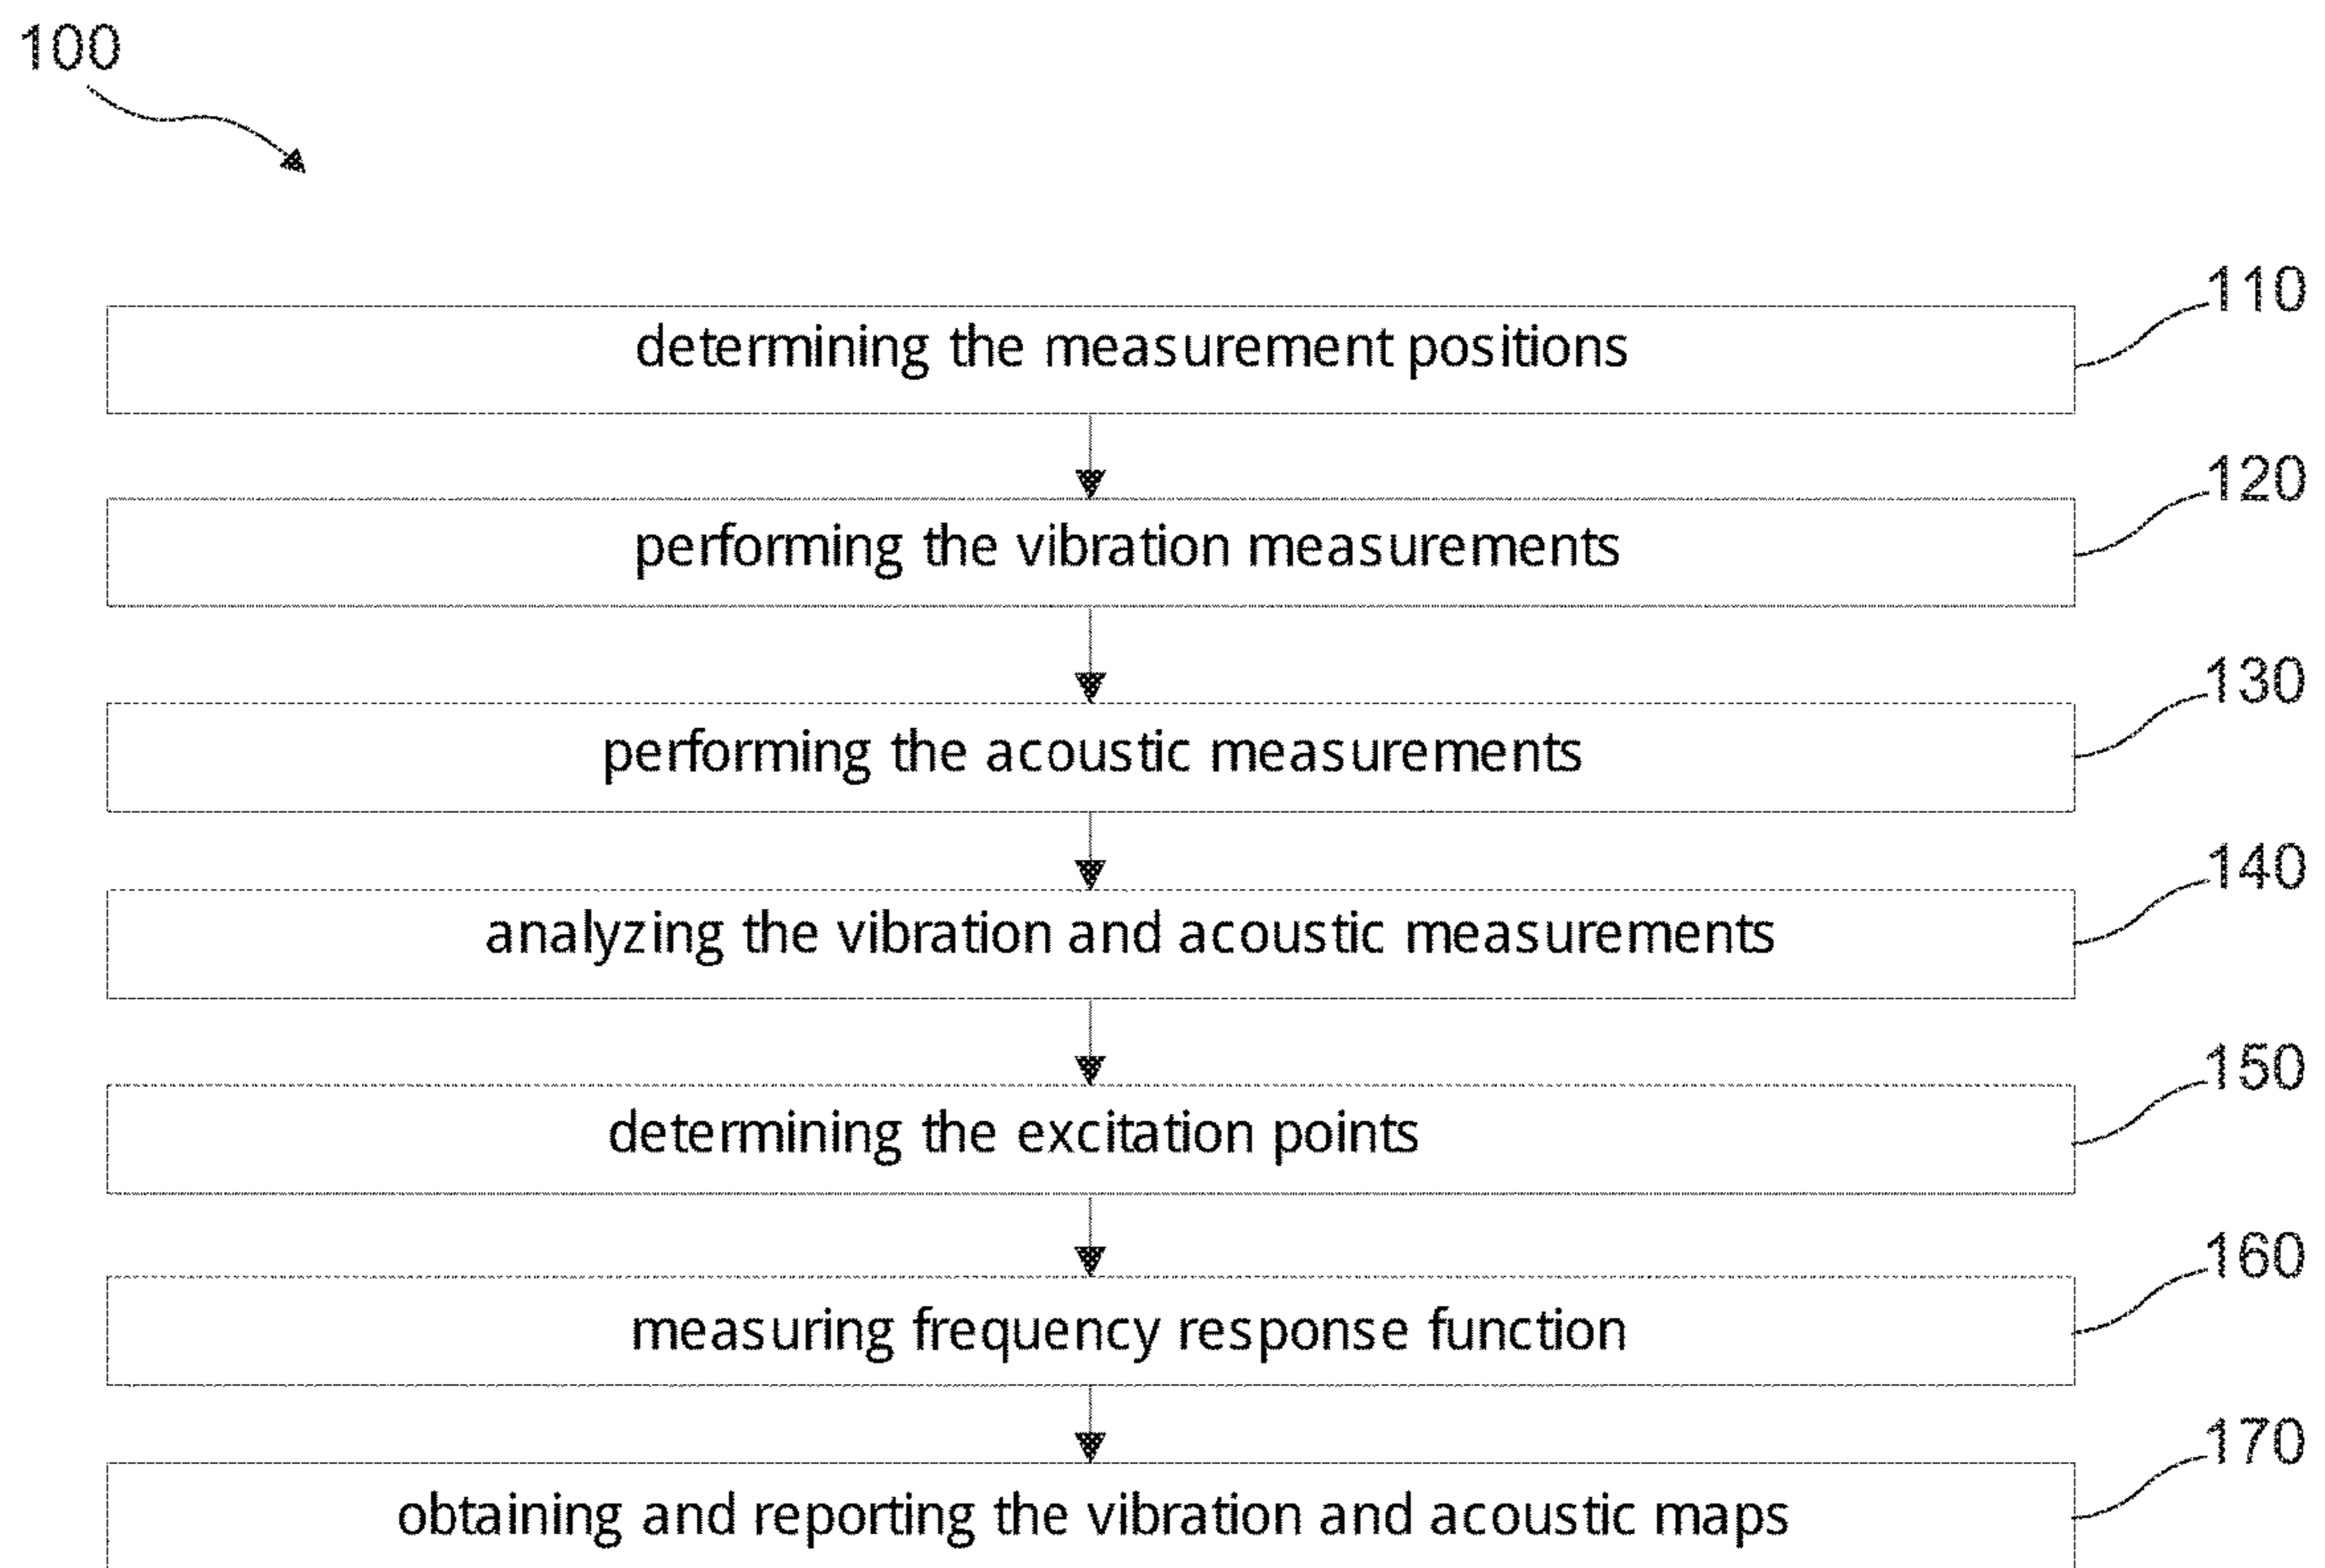 100
110
determining the measurement positions
120
performing the vibration measurements
130
performing the acoustic measurements
140
analyzing the vibration and acoustic measurements
150
determining the excitation points
160
measuring frequency response function
170
obtaining and reporting the vibration and acoustic maps